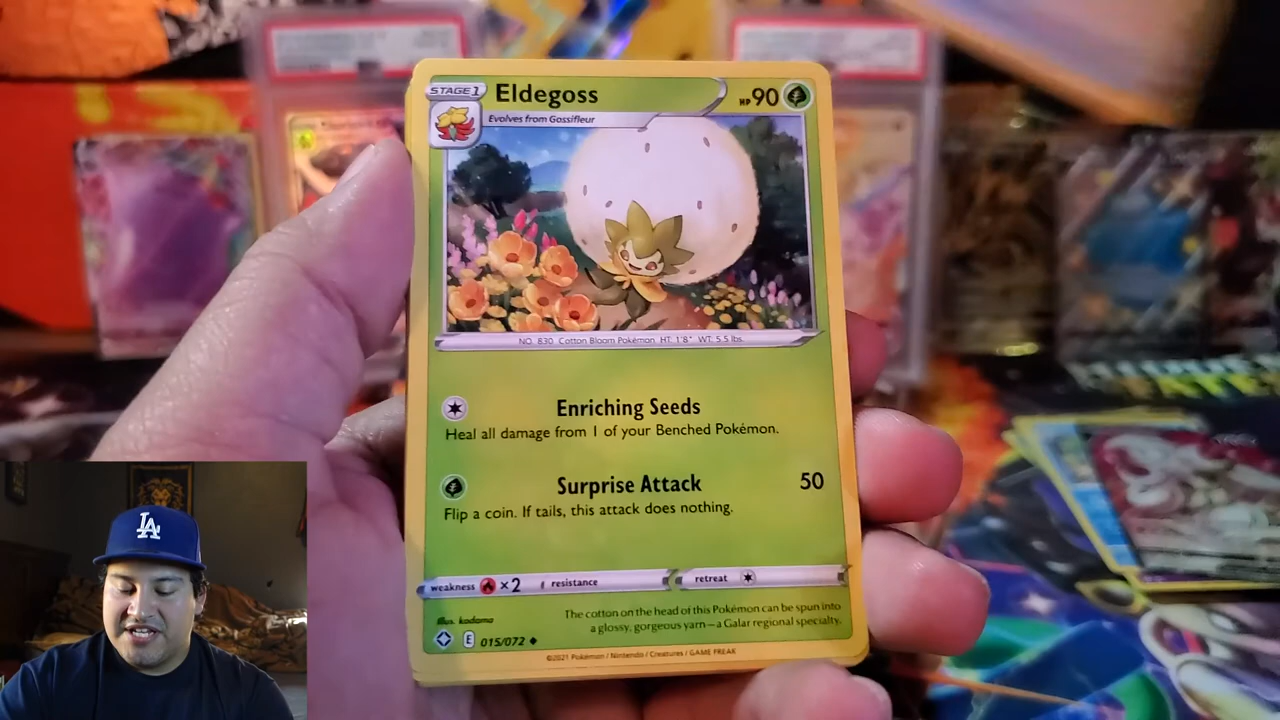 STAGE 1
Eldegoss
HP 90
Evolves from Gossifleur
NO. 830 Cotton Bloom Pokémon HT: 1'8" WT: 5.5 lbs.
Enriching Seeds
Heal all damage from 1 of your Benched Pokémon.
Surprise Attack 50
Flip a coin. If tails, this attack does nothing.
weakness ×2 resistance retreat
Illus. kodama
The cotton on the head of this Pokémon can be spun into
a glossy, gorgeous yarn—a Galar regional specialty.
E 015/072
©2021 Pokémon / Nintendo / Creatures / GAME FREAK
LA